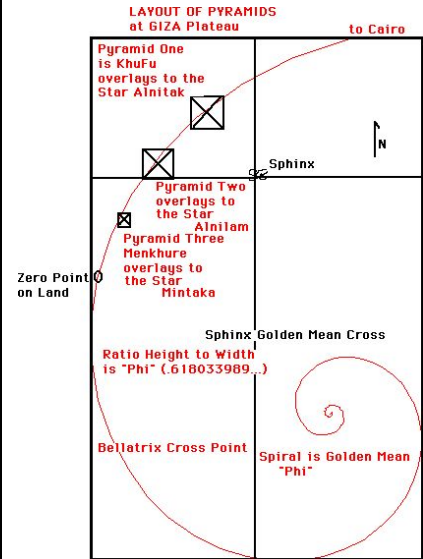 LAYOUT OF PYRAMIDS
at GIZA Plateau
to Cairo
Pyramid One
is KhuFu
overlays to the
Star Alnitak
N
Sphinx
Pyramid Two
overlays to
the Star
Alnilam
Pyramid Three
Menkhure
overlays to
the Star
Mintaka
Zero Point
on Land
Sphinx Golden Mean Cross
Ratio Height to Width
is "Phi" (.618033989...)
Bellatrix Cross Point
Spiral is Golden Mean
"Phi"